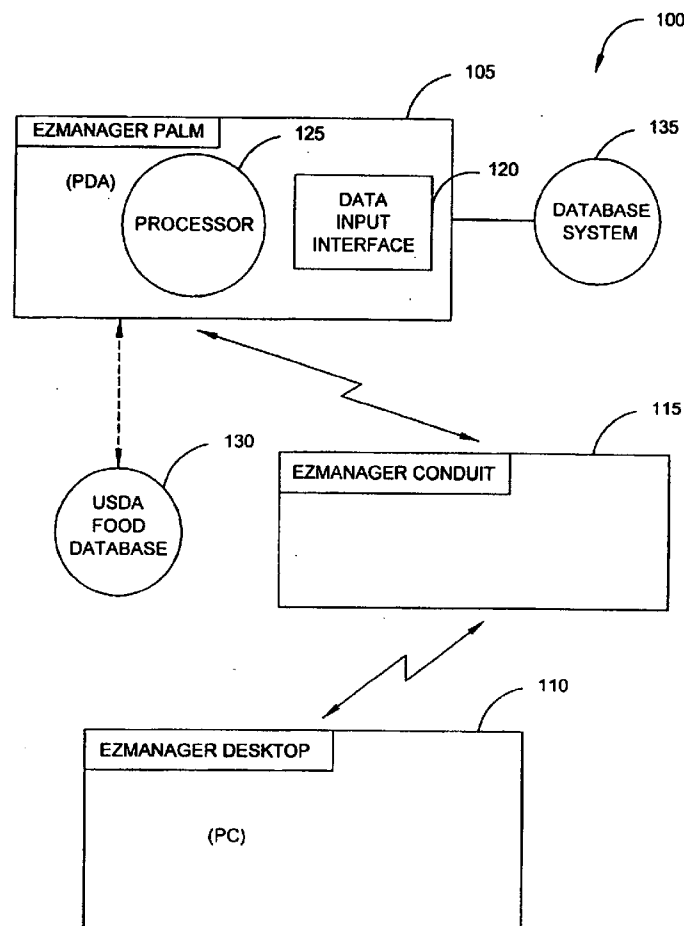 100
105
EZMANAGER PALM
125
135
(PDA)
120
PROCESSOR
DATA
INPUT
INTERFACE
DATABASE
SYSTEM
130
115
USDA
FOOD
DATABASE
EZMANAGER CONDUIT
110
EZMANAGER DESKTOP
(PC)